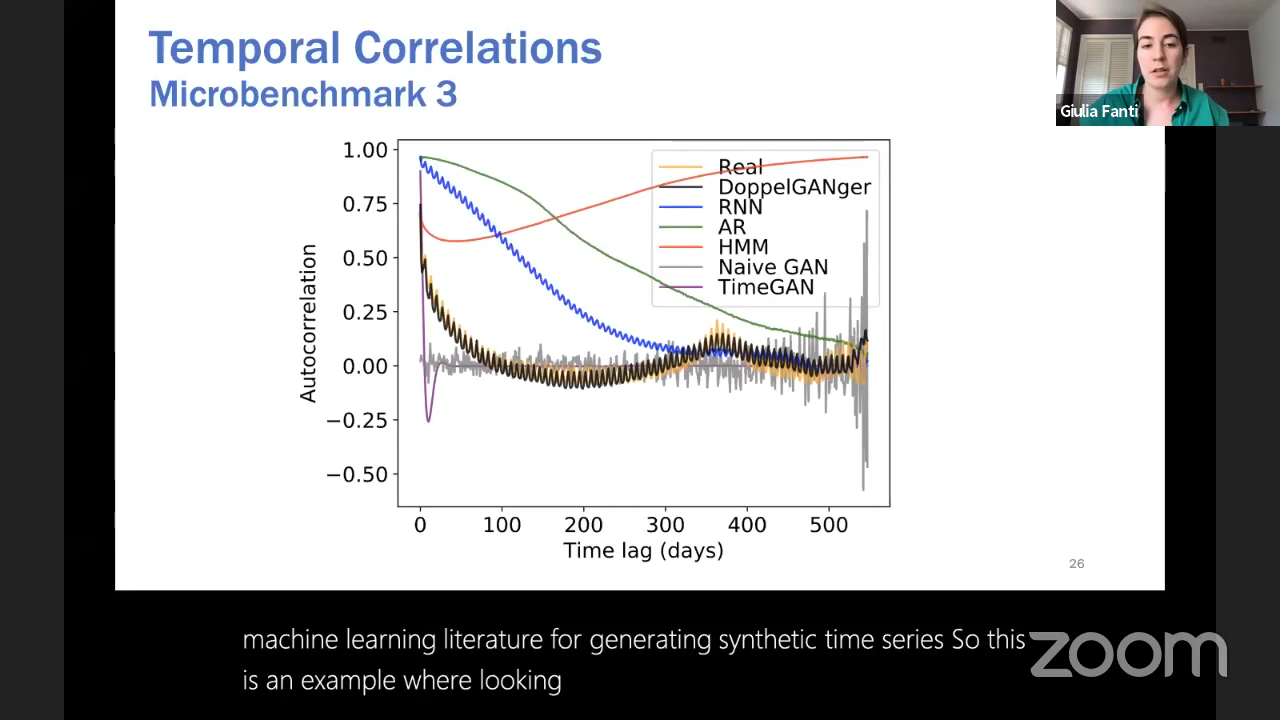 Temporal Correlations
Microbenchmark 3
Giulia Fanti
1.00
0.75
0.50
0.25
0.00
−0.25
−0.50
Autocorrelation
Real
DoppelGANger
RNN
AR
HMM
Naive GAN
TimeGAN
0 100 200 300 400 500
Time lag (days)
26
machine learning literature for generating synthetic time series So this
is an example where looking
zoom